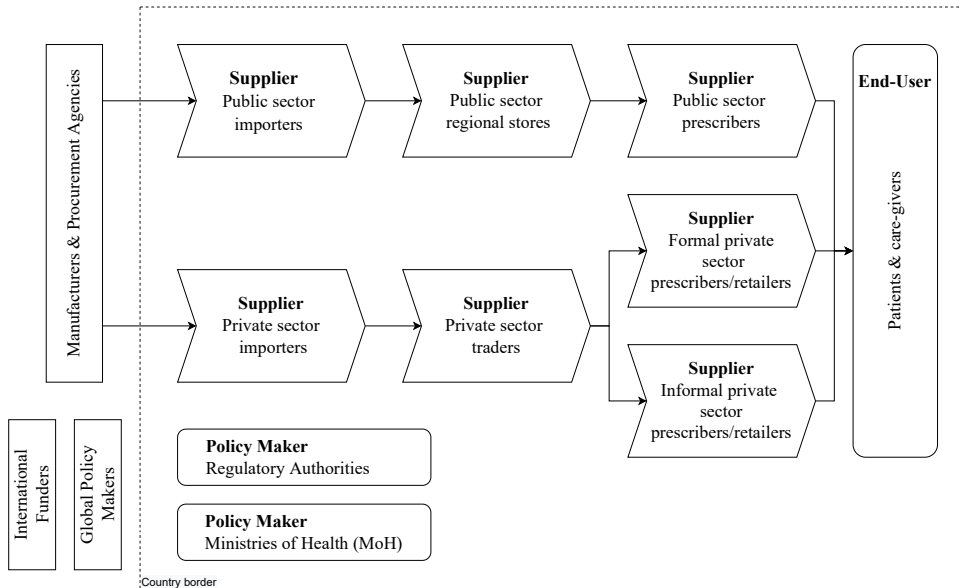 Manufacturers & Procurement Agencies
Supplier
Public sector
importers
Supplier
Public sector
regional stores
Supplier
Public sector
prescribers
End-User
Patients & care-givers
Supplier
Formal private
sector
prescribers/retailers
Supplier
Private sector
importers
Supplier
Private sector
traders
Supplier
Informal private
sector
prescribers/retailers
International
Funders
Global Policy
Makers
Policy Maker
Regulatory Authorities
Policy Maker
Ministries of Health (MoH)
Country border